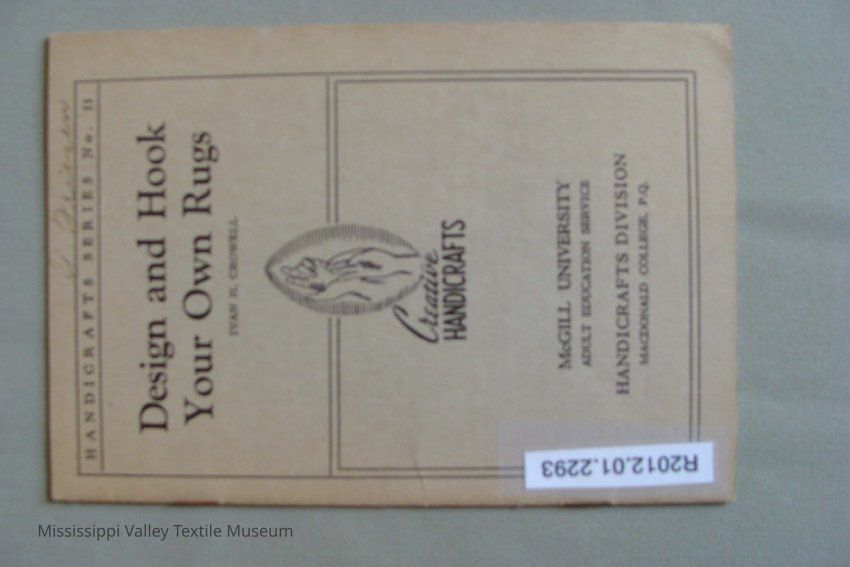 HANDICRAFTS SERIES No. 11
Design and Hook
Your Own Rugs
IVAN H. CROWELL
Creative
HANDICRAFTS
McGILL UNIVERSITY
ADULT EDUCATION SERVICE
HANDICRAFTS DIVISION
MACDONALD COLLEGE, P.Q.
R2012.01.2293
Mississippi Valley Textile Museum